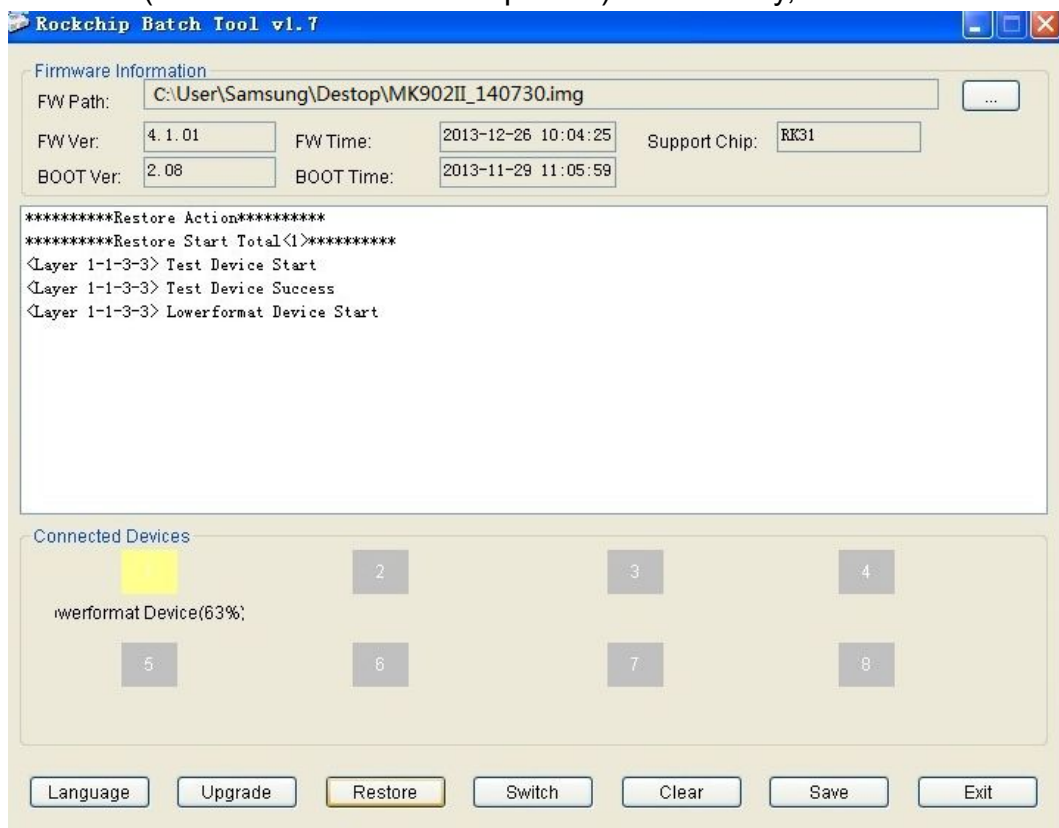 Rockchip Batch Tool v1.7
Firmware Information
FW Path: C:\User\Samsung\Destop\MK902II_140730.img ...
FW Ver: 4.1.01 FW Time: 2013-12-26 10:04:25 Support Chip: RK31
BOOT Ver: 2.08 BOOT Time: 2013-11-29 11:05:59
**********Restore Action**********
**********Restore Start Total<1>**********
<Layer 1-1-3-3> Test Device Start
<Layer 1-1-3-3> Test Device Success
<Layer 1-1-3-3> Lowerformat Device Start
Connected Devices
2 3 4
werformat Device(63%)
5 6 7 8
Language Upgrade Restore Switch Clear Save Exit